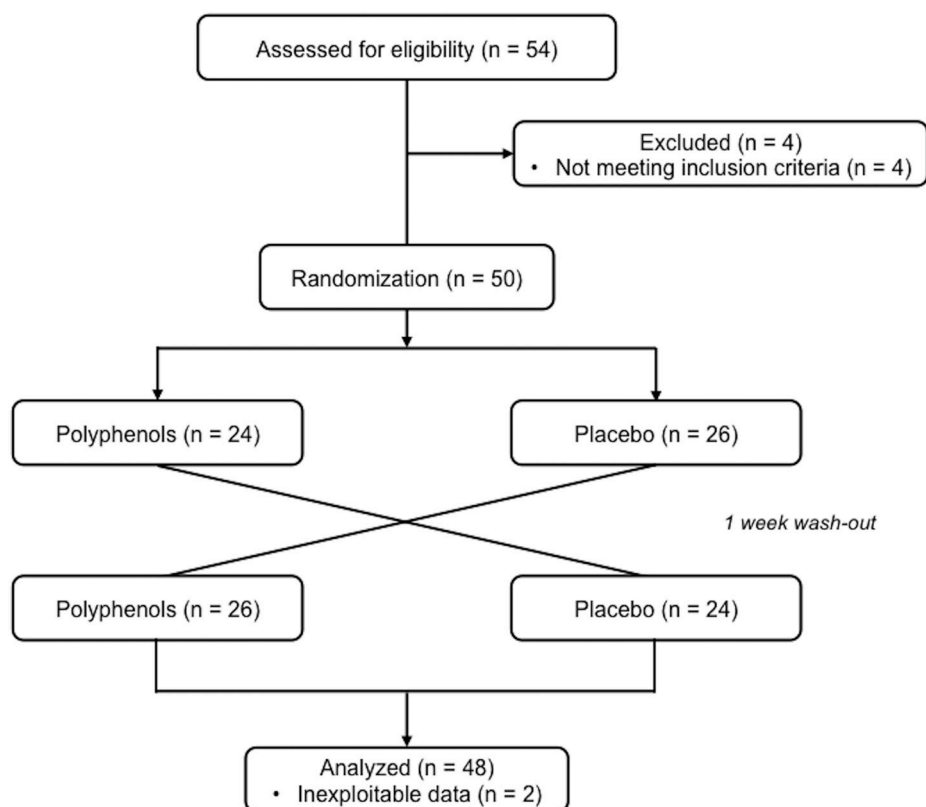 Assessed for eligibility (n = 54)
Excluded (n = 4)
• Not meeting inclusion criteria (n = 4)
Randomization (n = 50)
Polyphenols (n = 24)
Placebo (n = 26)
1 week wash-out
Polyphenols (n = 26)
Placebo (n = 24)
Analyzed (n = 48)
• Inexploitable data (n = 2)